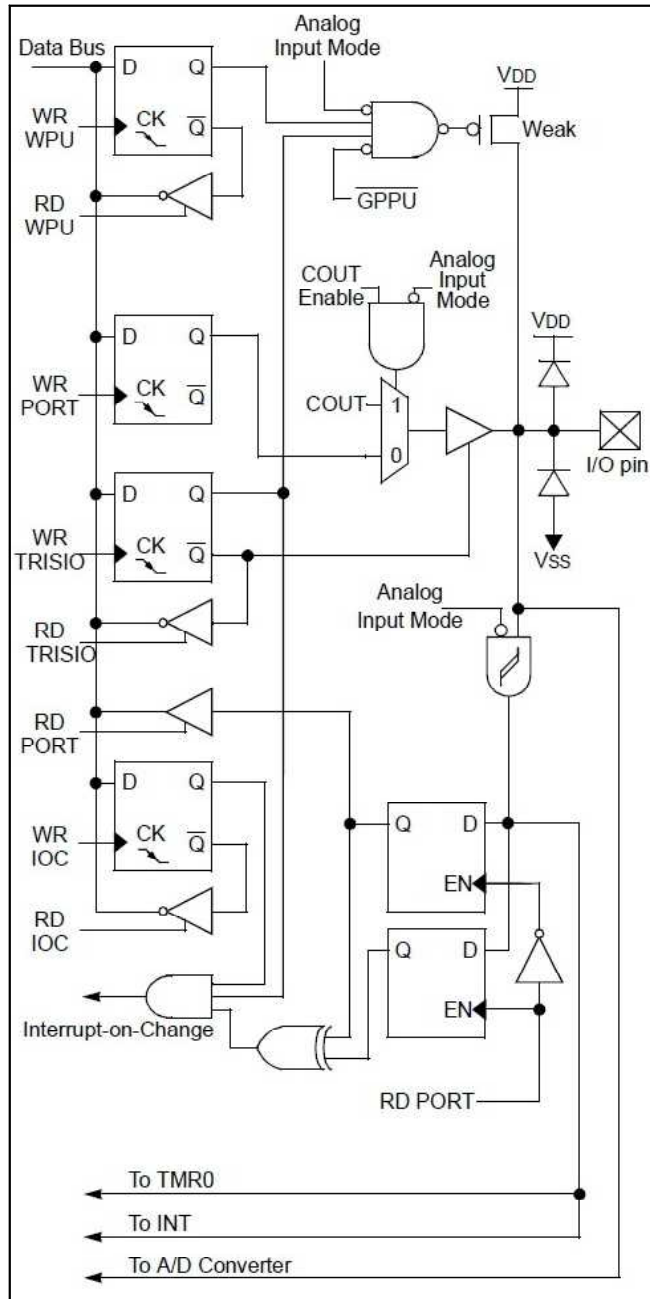 Data Bus
D Q
Analog
Input Mode
VDD
WR
WPU
CK
Q
Weak
RD
WPU
GPPU
COUT
Enable
Analog
Input
Mode
VDD
D Q
WR
PORT
CK
Q
COUT
1
0
I/O pin
D Q
WR
TRISIO
CK
Q
VSS
Analog
Input Mode
RD
TRISIO
RD
PORT
D Q
WR
IOC
CK
Q
Q D
EN
RD
IOC
Q D
EN
Interrupt-on-Change
RD PORT
To TMR0
To INT
To A/D Converter